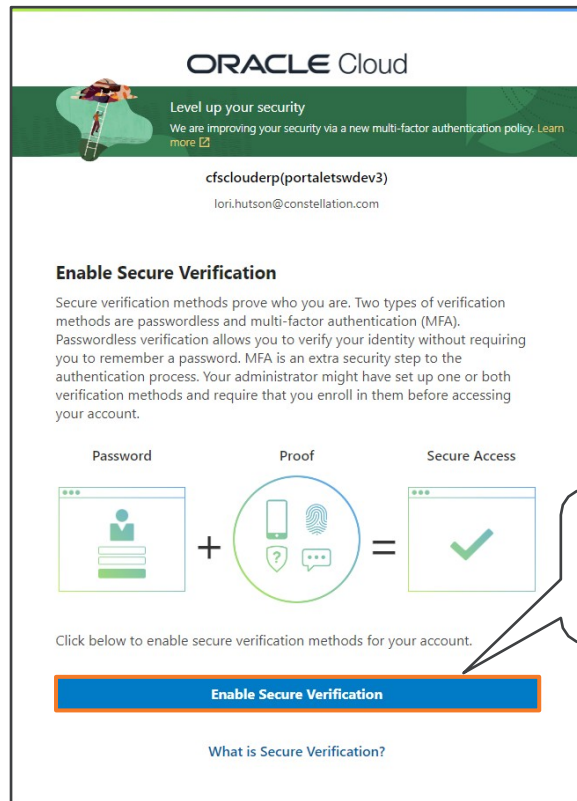 ORACLE Cloud
Level up your security
We are improving your security via a new multi-factor authentication policy. Learn
more
cfsclouderp(portaletswdev3)
lori.hutson@constellation.com
Enable Secure Verification
Secure verification methods prove who you are. Two types of verification
methods are passwordless and multi-factor authentication (MFA).
Passwordless verification allows you to verify your identity without requiring
you to remember a password. MFA is an extra security step to the
authentication process. Your administrator might have set up one or both
verification methods and require that you enroll in them before accessing
your account.
Password Proof Secure Access
+ =
?
Click below to enable secure verification methods for your account.
Enable Secure Verification
What is Secure Verification?